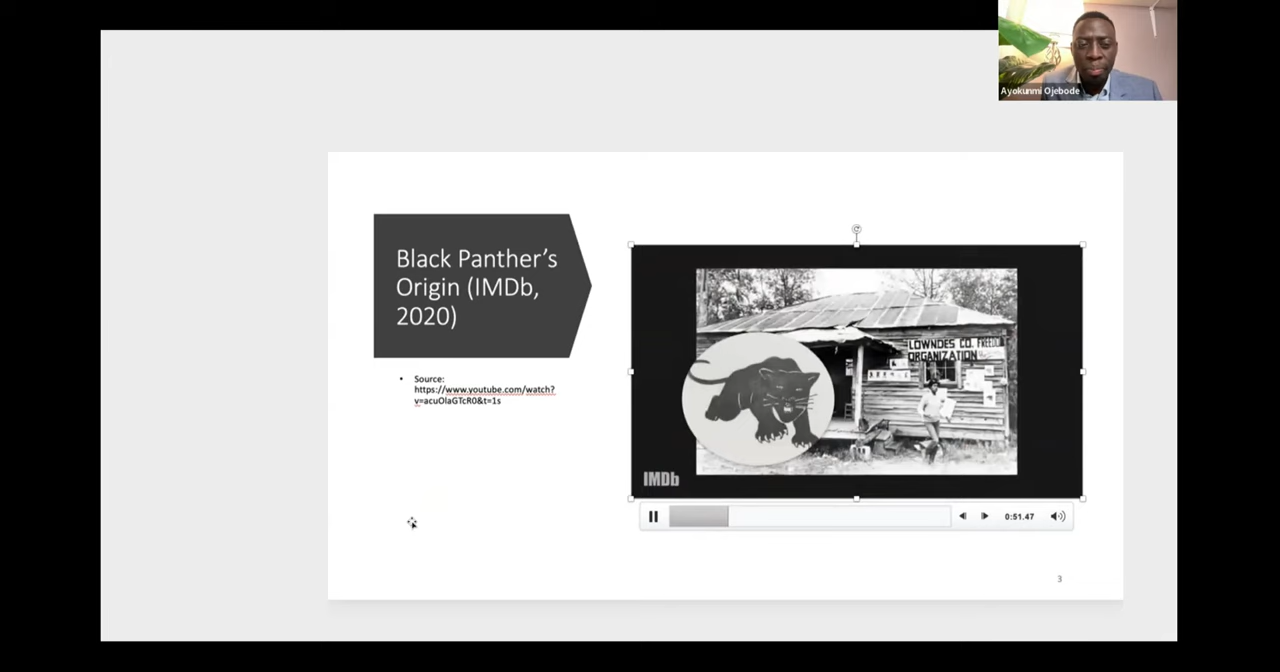 Ayokunmi Ojebode
Black Panther's
Origin (IMDb,
2020)
• Source:
https://www.youtube.com/watch?
v=acuOlaGTcR0&t=1s
LOWNDES CO. FREEDO
ORGANIZATION
IMDb
0:51.47
3